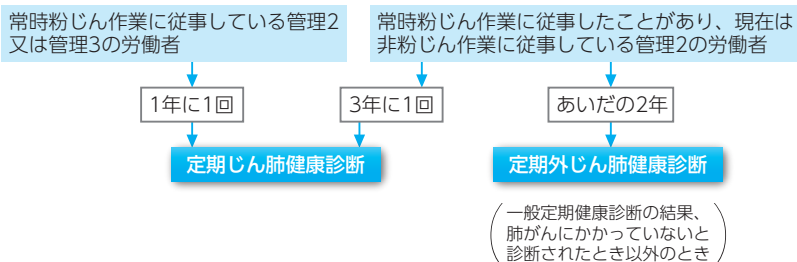 常時粉じん作業に従事している管理2
又は管理3の労働者
常時粉じん作業に従事したことがあり、現在は
非粉じん作業に従事している管理2の労働者
1年に1回
3年に1回
あいだの2年
定期じん肺健康診断
定期外じん肺健康診断
一般定期健康診断の結果、
肺がんにかかっていないと
診断されたとき以外のとき